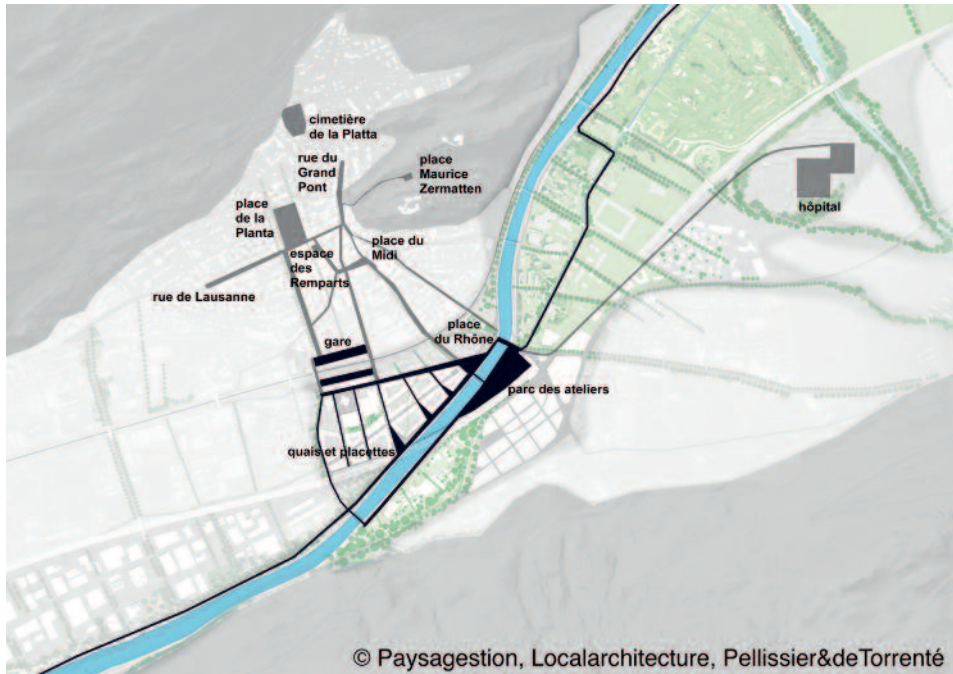 cimetière
de la Platta
rue du
Grand
Pont
place
Maurice
Zermatten
place
de la
Planta
hôpital
espace
des
Remparts
place du
Midi
rue de Lausanne
place
du Rhône
gare
parc des ateliers
quais et placettes
© Paysagestion, Localarchitecture, Pellissier&deTorrenté